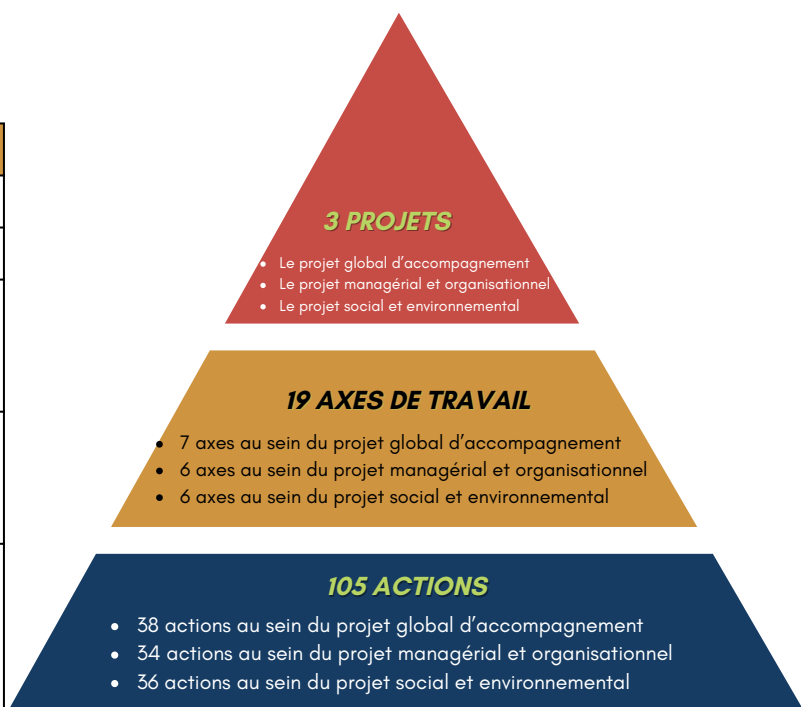 3 PROJETS
• Le projet global d’accompagnement
• Le projet managérial et organisationnel
• Le projet social et environnemental
19 AXES DE TRAVAIL
• 7 axes au sein du projet global d’accompagnement
• 6 axes au sein du projet managérial et organisationnel
• 6 axes au sein du projet social et environnemental
105 ACTIONS
• 38 actions au sein du projet global d’accompagnement
• 34 actions au sein du projet managérial et organisationnel
• 36 actions au sein du projet social et environnemental